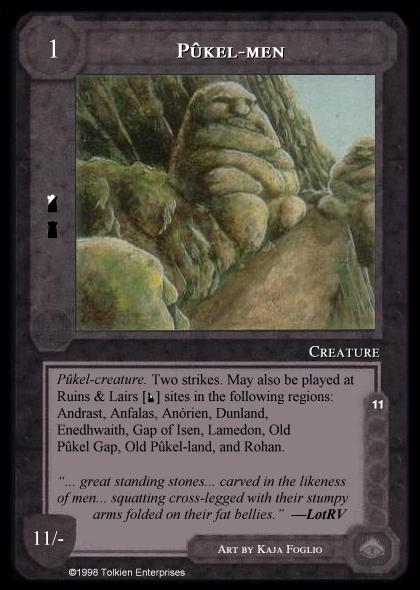 1
PÛKEL-MEN
CREATURE
Pûkel-creature. Two strikes. May also be played at
Ruins & Lairs [ ] sites in the following regions:
Andrast, Anfalas, Anórien, Dunland,
Enedhwaith, Gap of Isen, Lamedon, Old
Pûkel Gap, Old Pûkel-land, and Rohan.
11
“... great standing stones... carved in the likeness
of men... squatting cross-legged with their stumpy
arms folded on their fat bellies.” —LotRV
11/-
ART BY KAJA FOGLIO
©1998 Tolkien Enterprises